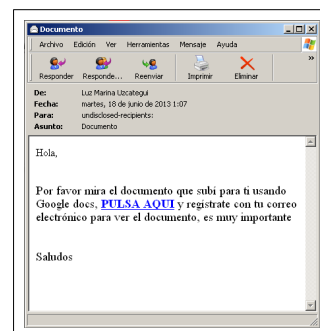 Documento
Archivo Edición Ver Herramientas Mensaje Ayuda
Responder Responde... Reenviar Imprimir Eliminar
De: Luz Marina Uzcategui
Fecha: martes, 18 de junio de 2013 1:07
Para: undisclosed-recipients:
Asunto: Documento
Hola,
Por favor mira el documento que subí para ti usando
Google docs, PULSA AQUI y regístrate con tu correo
electrónico para ver el documento, es muy importante
Saludos